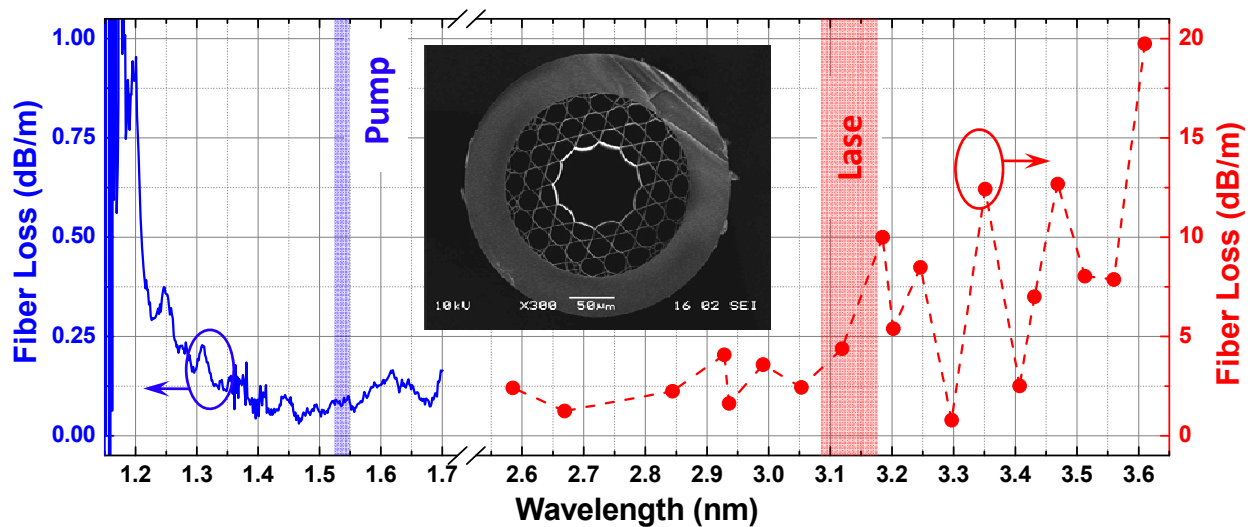 1.00
0.75
0.50
0.25
0.00
Fiber Loss (dB/m)
Pump
10kV X300 50µm 16 02 SEI
Lase
20
15
10
5
0
Fiber Loss (dB/m)
1.2 1.3 1.4 1.5 1.6 1.7 2.6 2.7 2.8 2.9 3.0 3.1 3.2 3.3 3.4 3.5 3.6
Wavelength (nm)